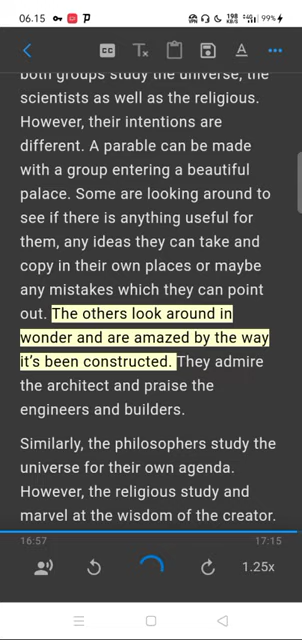 06.15
198
KB/S
4G
99%
CC
both groups study the universe, the
scientists as well as the religious.
However, their intentions are
different. A parable can be made
with a group entering a beautiful
palace. Some are looking around to
see if there is anything useful for
them, any ideas they can take and
copy in their own places or maybe
any mistakes which they can point
out. The others look around in
wonder and are amazed by the way
it's been constructed. They admire
the architect and praise the
engineers and builders.
Similarly, the philosophers study the
universe for their own agenda.
However, the religious study and
marvel at the wisdom of the creator.
16:57
17:15
1.25x